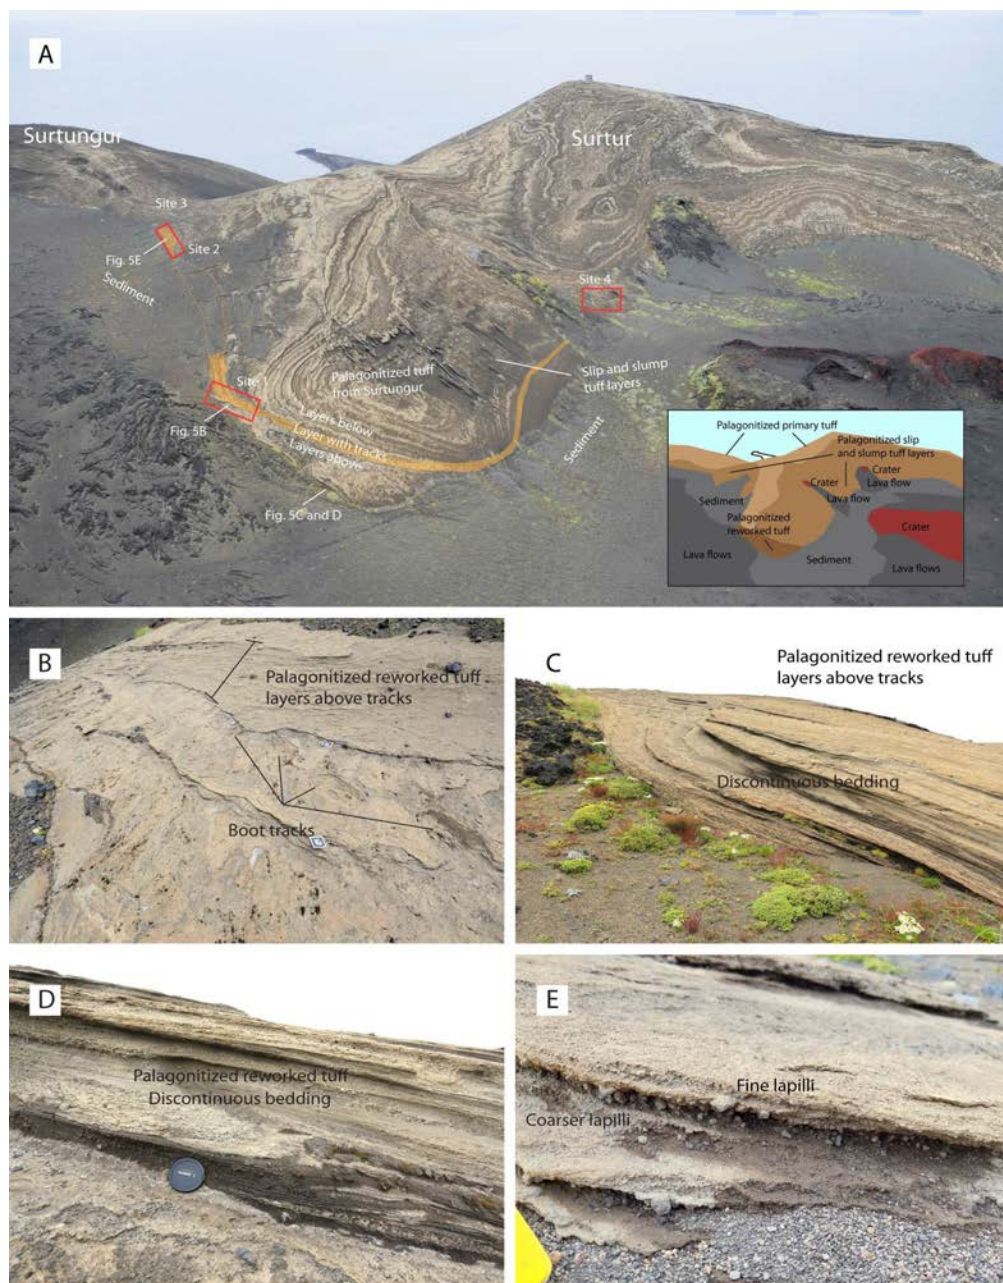 A
Surtungur
Surtur
Site 3
Fig. 5E
Site 2
Sediment
Site 4
Palagonitized tuff
from Surtungur
Slip and slump
tuff layers
Site 1
Fig. 5B
Layers below
Layer with tracks
Layers above
Sediment
Fig. 5C and D
Palagonitized primary tuff
Palagonitized slip
and slump tuff layers
Crater
Crater
Lava flow
Sediment
Lava flow
Palagonitized
reworked tuff
Crater
Lava flows
Sediment
Lava flows
B
Palagonitized reworked tuff
layers above tracks
Boot tracks
C
Palagonitized reworked tuff
layers above tracks
Discontinuous bedding
D
Palagonitized reworked tuff
Discontinuous bedding
E
Fine lapilli
Coarser lapilli